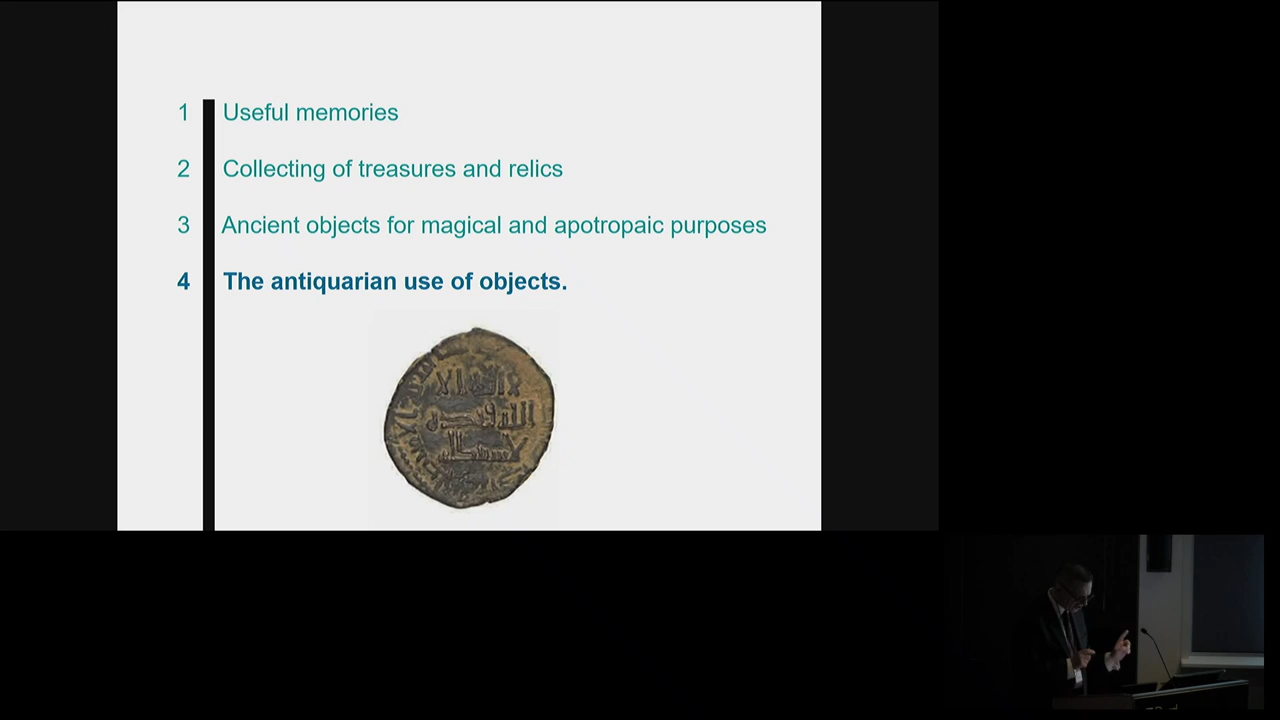 1 Useful memories
2 Collecting of treasures and relics
3 Ancient objects for magical and apotropaic purposes
4 The antiquarian use of objects.